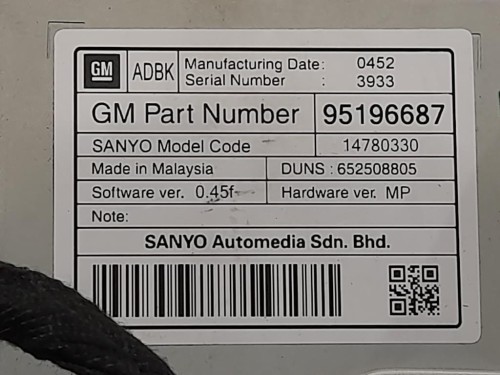 GM ADBK Manufacturing Date: 0452
Serial Number : 3933
GM Part Number 95196687
SANYO Model Code 14780330
Made in Malaysia DUNS : 652508805
Software ver. 0.45f Hardware ver. MP
Note:
SANYO Automedia Sdn. Bhd.